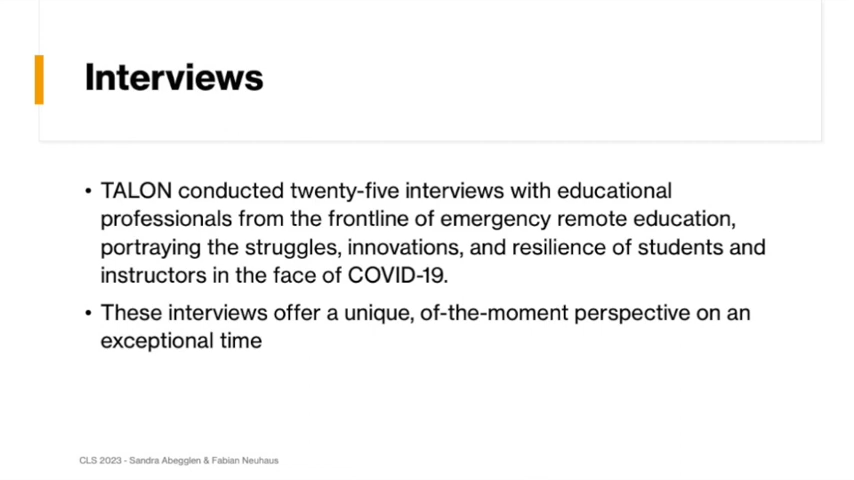 Interviews
• TALON conducted twenty-five interviews with educational
professionals from the frontline of emergency remote education,
portraying the struggles, innovations, and resilience of students and
instructors in the face of COVID-19.
• These interviews offer a unique, of-the-moment perspective on an
exceptional time
CLS 2023 - Sandra Abegglen & Fabian Neuhaus